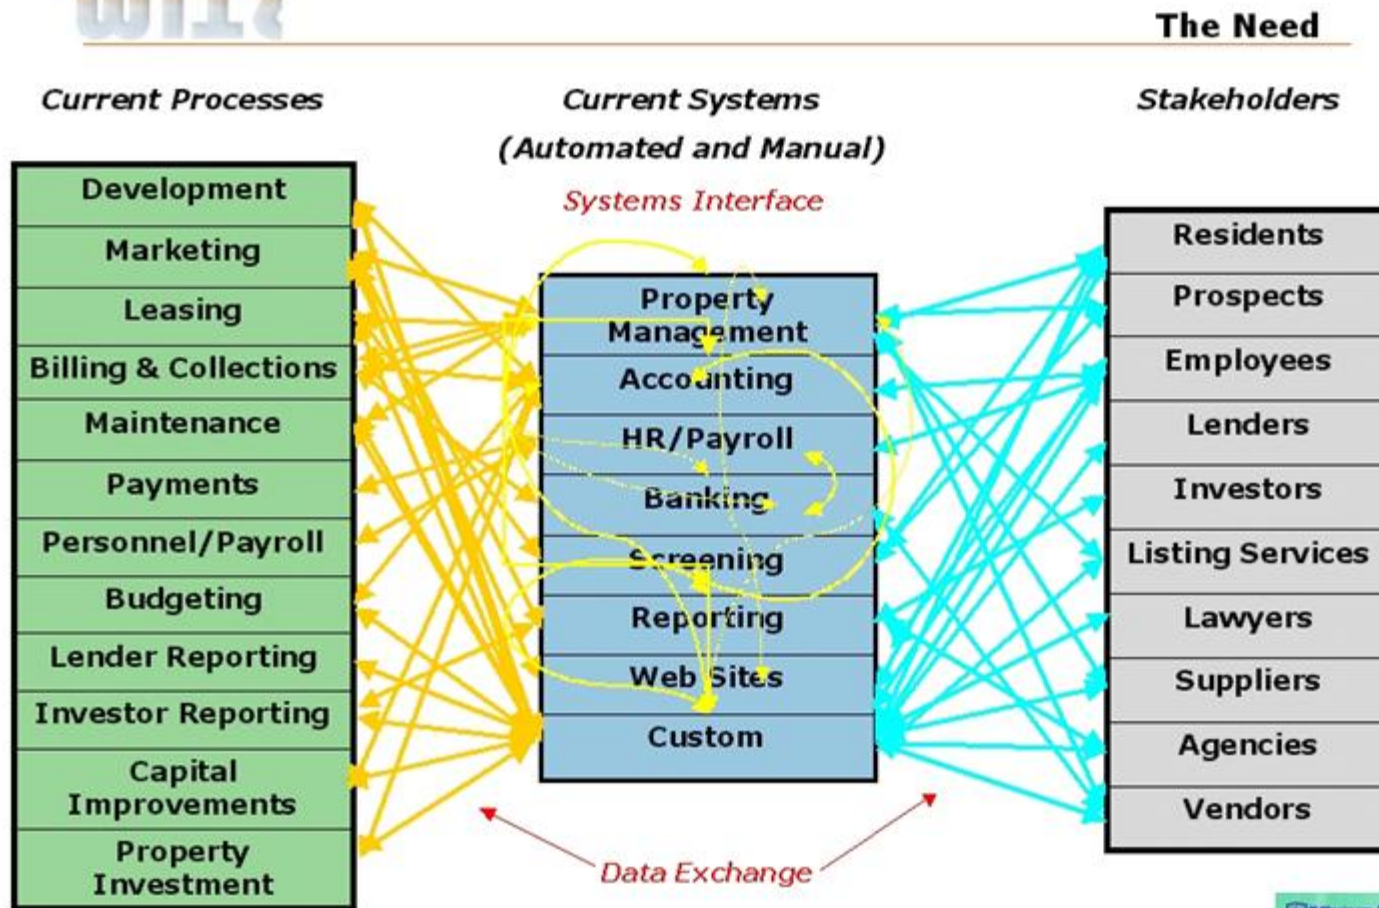 The Need
Current Processes
Current Systems
(Automated and Manual)
Systems Interface
Stakeholders
Development
Marketing
Leasing
Billing & Collections
Maintenance
Payments
Personnel/Payroll
Budgeting
Lender Reporting
Investor Reporting
Capital
Improvements
Property
Investment
Property
Management
Accounting
HR/Payroll
Banking
Screening
Reporting
Web Sites
Custom
Residents
Prospects
Employees
Lenders
Investors
Listing Services
Lawyers
Suppliers
Agencies
Vendors
Data Exchange